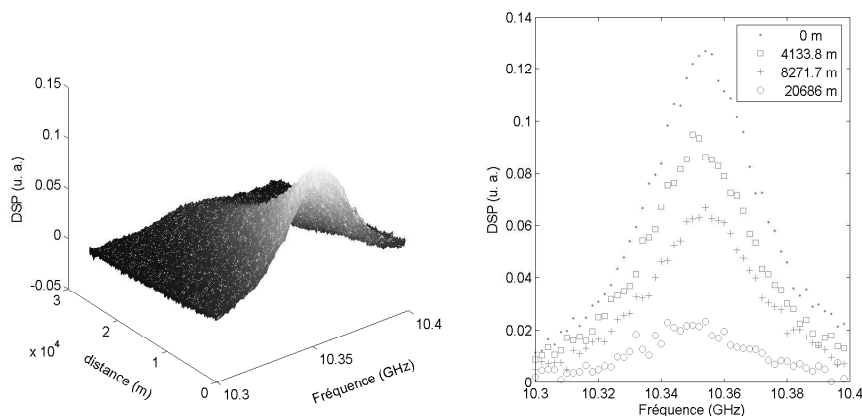 0.15
0.1
0.05
0
-0.05
DSP (u. a.)
3
2
1
0
x 10⁴
distance (m)
10.3
10.35
10.4
Fréquence (GHz)
0.14
0.12
0.1
0.08
0.06
0.04
0.02
0
DSP (u. a.)
0 m
4133.8 m
8271.7 m
20686 m
10.3
10.32
10.34
10.36
10.38
10.4
Fréquence (GHz)